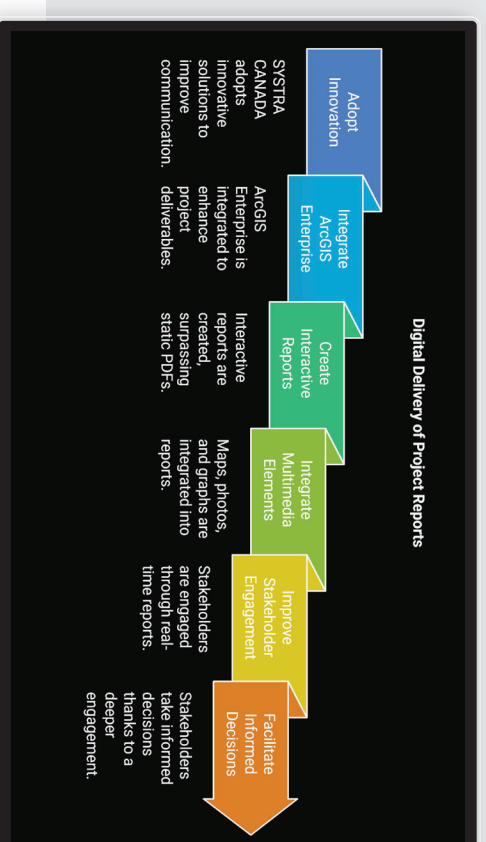 Digital Delivery of Project Reports
Adopt
Innovation
SYSTRA
CANADA
adopts
innovative
solutions to
improve
communication.
Integrate
ArcGIS
Enterprise
ArcGIS
Enterprise is
integrated to
enhance
project
deliverables.
Create
Interactive
Reports
Interactive
reports are
created,
surpassing
static PDFs.
Integrate
Multimedia
Elements
Maps, photos,
and graphs are
integrated into
reports.
Improve
Stakeholder
Engagement
Stakeholders
are engaged
through real-
time reports.
Facilitate
Informed
Decisions
Stakeholders
take informed
decisions
thanks to a
deeper
engagement.